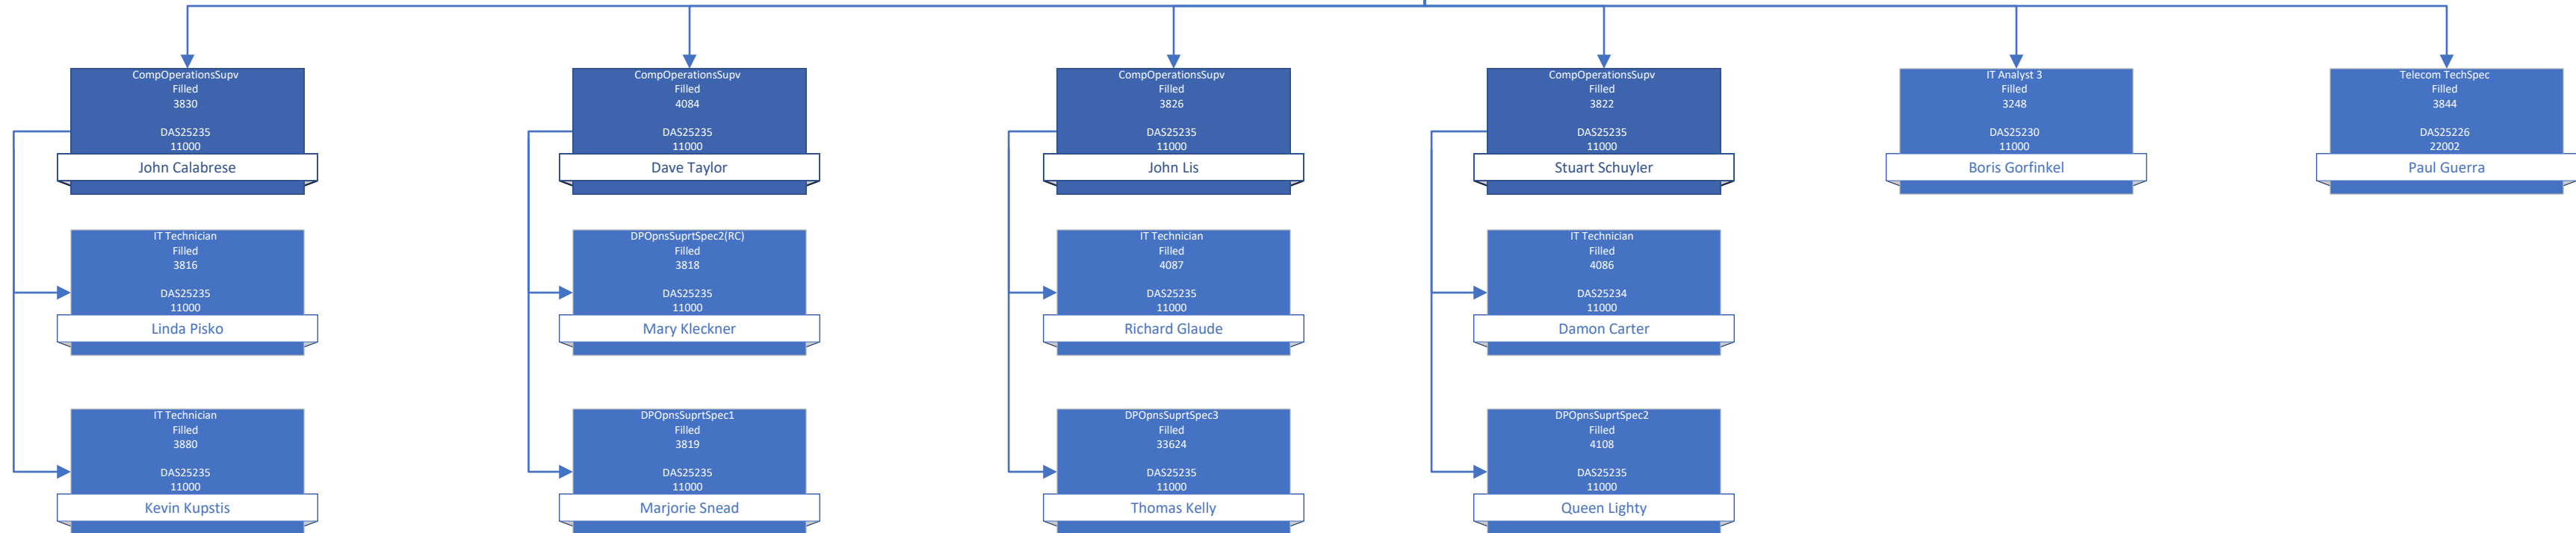 CompOperationsSupv
Filled
3830
DAS25235
11000
John Calabrese
CompOperationsSupv
Filled
4084
DAS25235
11000
Dave Taylor
CompOperationsSupv
Filled
3826
DAS25235
11000
John Lis
CompOperationsSupv
Filled
3822
DAS25235
11000
Stuart Schuyler
IT Analyst 3
Filled
3248
DAS25230
11000
Boris Gorfinkel
Telecom TechSpec
Filled
3844
DAS25226
22002
Paul Guerra
IT Technician
Filled
3816
DAS25235
11000
Linda Pisko
DPOpnsSuprtSpec2(RC)
Filled
3818
DAS25235
11000
Mary Kleckner
IT Technician
Filled
4087
DAS25235
11000
Richard Glaude
IT Technician
Filled
4086
DAS25234
11000
Damon Carter
IT Technician
Filled
3880
DAS25235
11000
Kevin Kupstis
DPOpnsSuprtSpec1
Filled
3819
DAS25235
11000
Marjorie Snead
DPOpnsSuprtSpec3
Filled
33624
DAS25235
11000
Thomas Kelly
DPOpnsSuprtSpec2
Filled
4108
DAS25235
11000
Queen Lighty